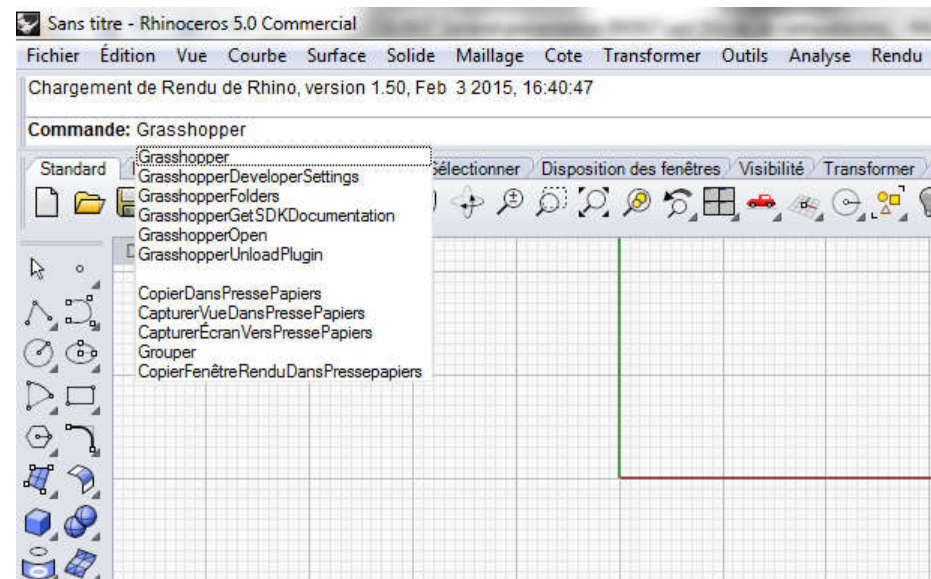 Sans titre - Rhinoceros 5.0 Commercial
Fichier Édition Vue Courbe Surface Solide Maillage Cote Transformer Outils Analyse Rendu
Chargement de Rendu de Rhino, version 1.50, Feb 3 2015, 16:40:47
Commande: Grasshopper
Standard Sélectionner Disposition des fenêtres Visibilité Transformer
Grasshopper
GrasshopperDeveloperSettings
GrasshopperFolders
GrasshopperGetSDKDocumentation
GrasshopperOpen
GrasshopperUnloadPlugin
CopierDansPressePapiers
CapturerVueDansPressePapiers
CapturerÉcranVersPressePapiers
Grouper
CopierFenêtreRenduDansPressepapiers